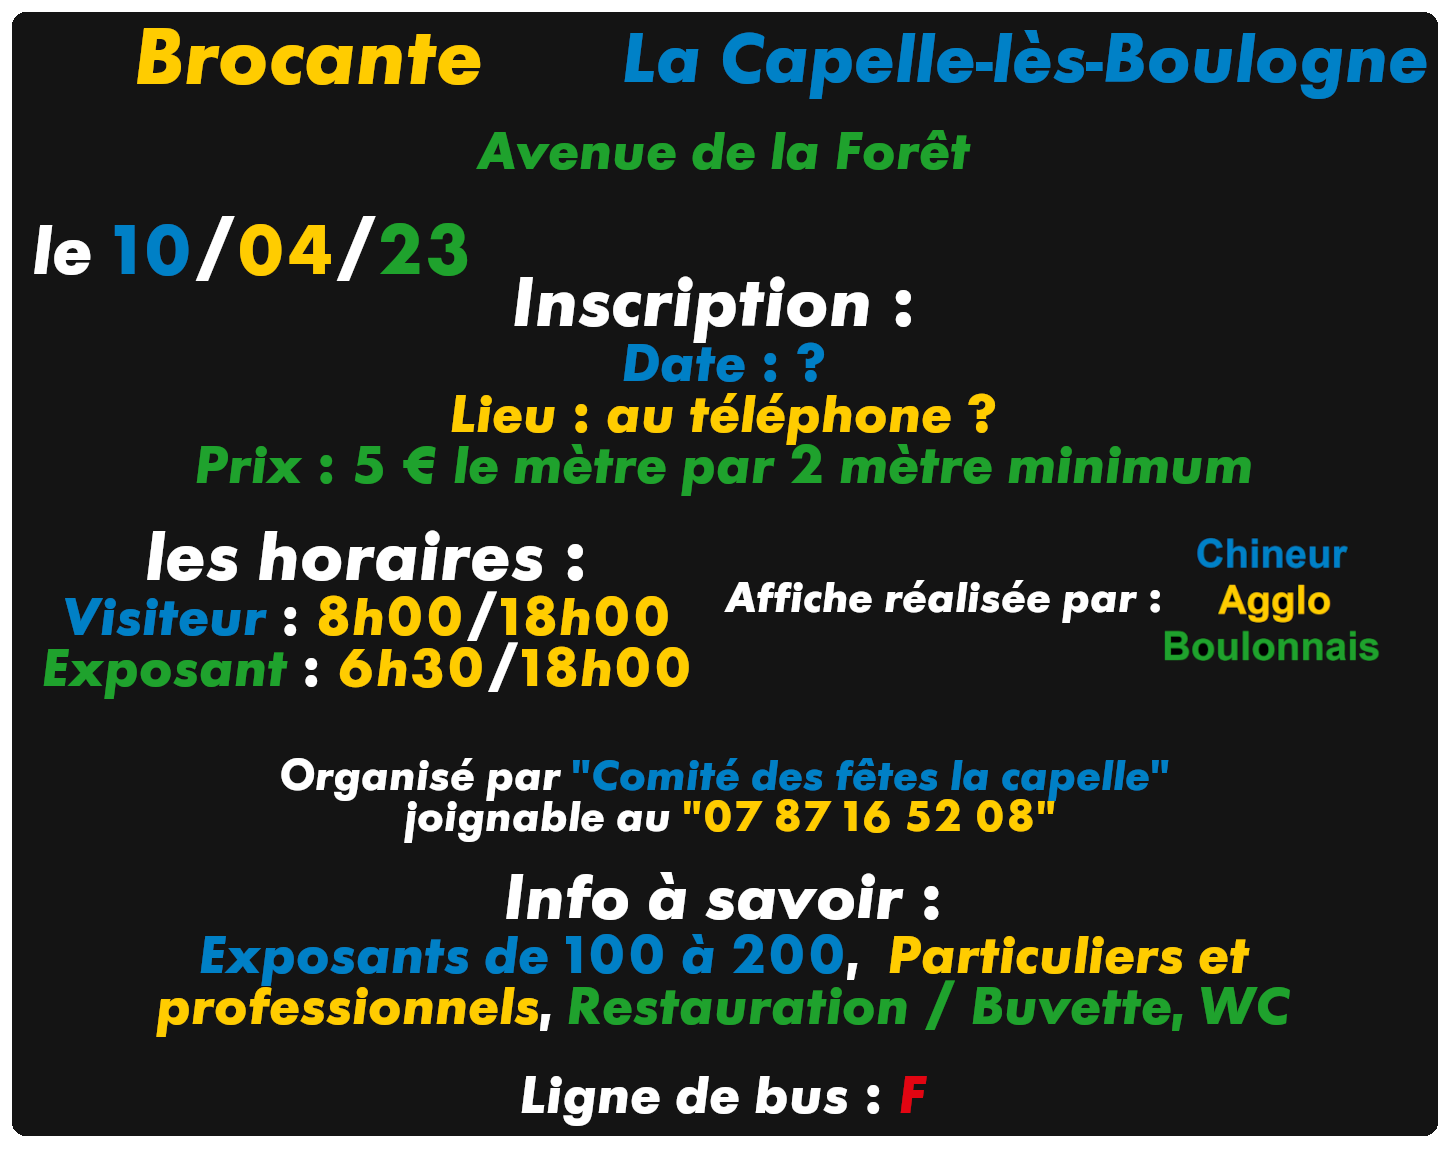 Brocante La Capelle-lès-Boulogne
Avenue de la Forêt
le 10/04/23
Inscription :
Date : ?
Lieu : au téléphone ?
Prix : 5 € le mètre par 2 mètre minimum
les horaires :
Visiteur : 8h00/18h00
Exposant : 6h30/18h00
Affiche réalisée par :
Chineur
Agglo
Boulonnais
Organisé par "Comité des fêtes la capelle"
joignable au "07 87 16 52 08"
Info à savoir :
Exposants de 100 à 200, Particuliers et
professionnels, Restauration / Buvette, WC
Ligne de bus : F